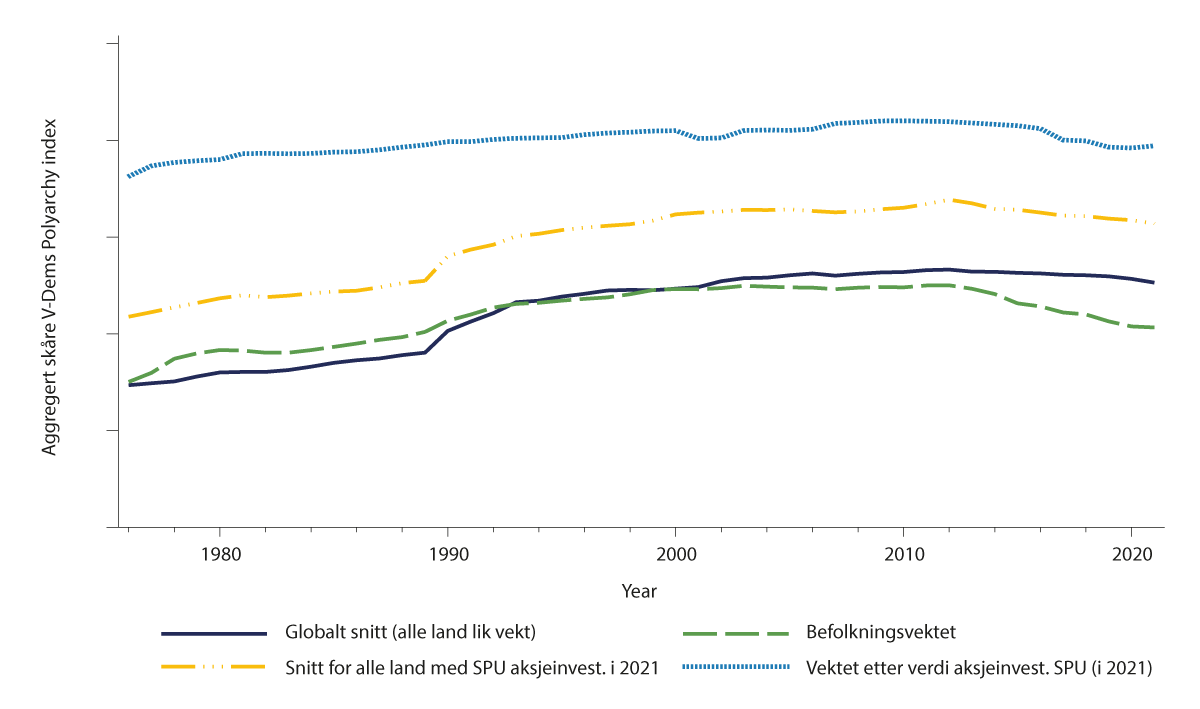 Aggregert skåre V-Dems Polyarchy index
1980 1990 2000 2010 2020
Year
Globalt snitt (alle land lik vekt)
Befolkningsvektet
Snitt for alle land med SPU aksjeinvest. i 2021
Vektet etter verdi aksjeinvest. SPU (i 2021)